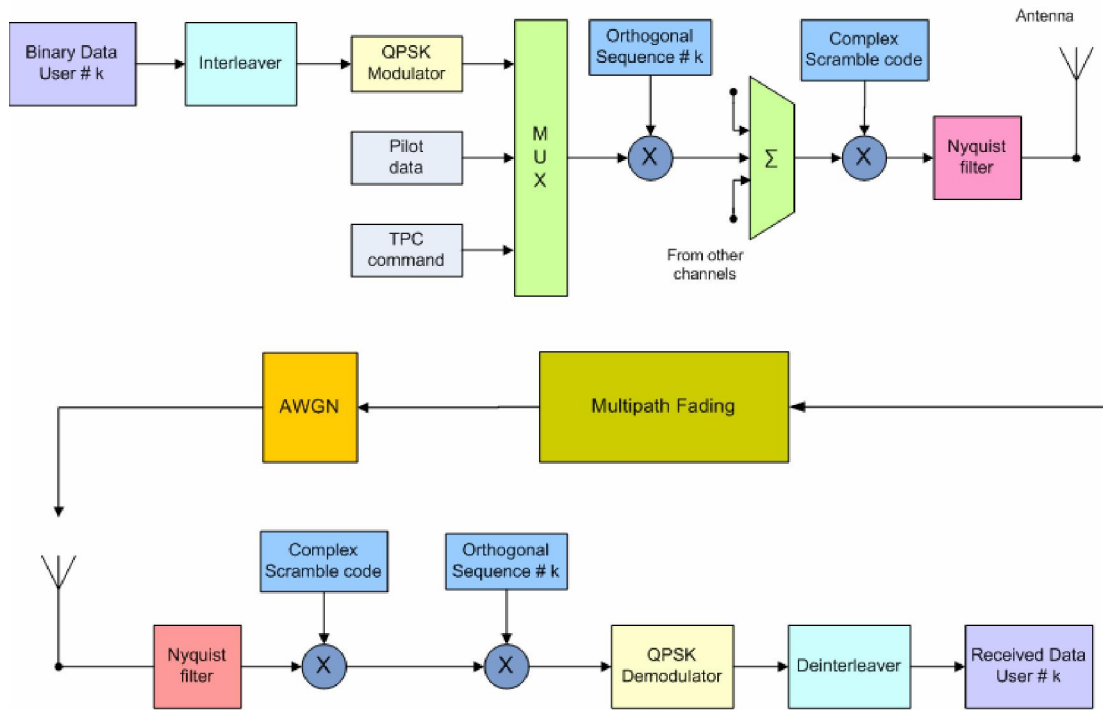 Binary Data
User # k
Interleaver
QPSK
Modulator
Pilot
data
TPC
command
M
U
X
Orthogonal
Sequence # k
X
From other
channels
Σ
Complex
Scramble code
X
Nyquist
filter
Antenna
AWGN
Multipath Fading
Nyquist
filter
Complex
Scramble code
X
Orthogonal
Sequence # k
X
QPSK
Demodulator
Deinterleaver
Received Data
User # k